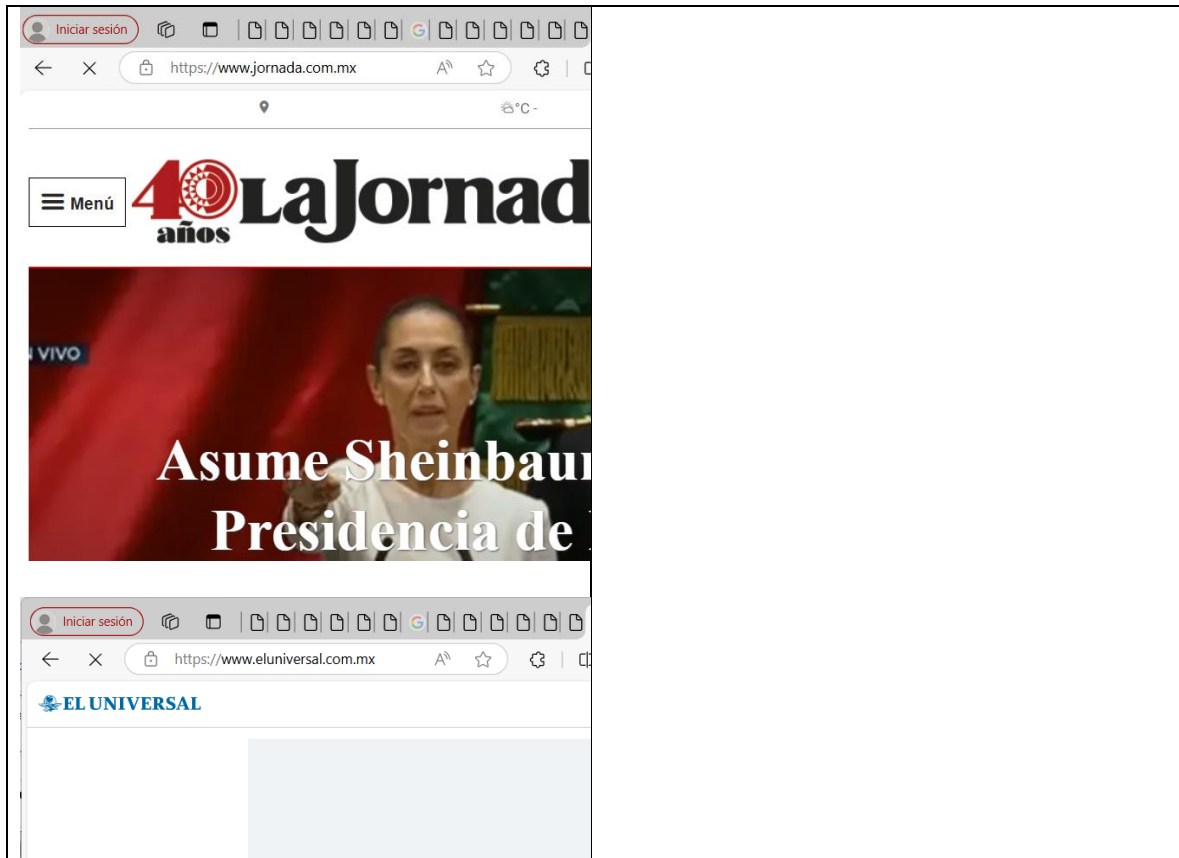 Iniciar sesión
https://www.jornada.com.mx
°C -
Menú
40 años
LaJornad
N VIVO
Asume Sheinbau
Presidencia de
Iniciar sesión
https://www.eluniversal.com.mx
EL UNIVERSAL